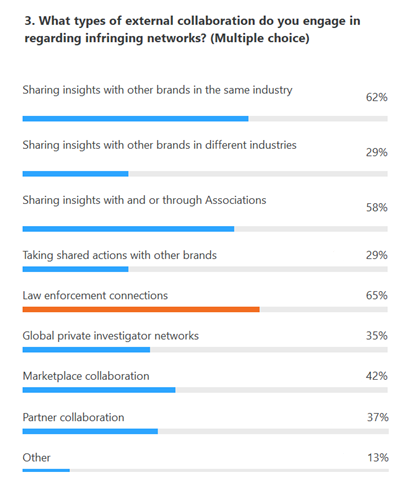 3. What types of external collaboration do you engage in
regarding infringing networks? (Multiple choice)
Sharing insights with other brands in the same industry
62%
Sharing insights with other brands in different industries
29%
Sharing insights with and or through Associations
58%
Taking shared actions with other brands
29%
Law enforcement connections
65%
Global private investigator networks
35%
Marketplace collaboration
42%
Partner collaboration
37%
Other
13%